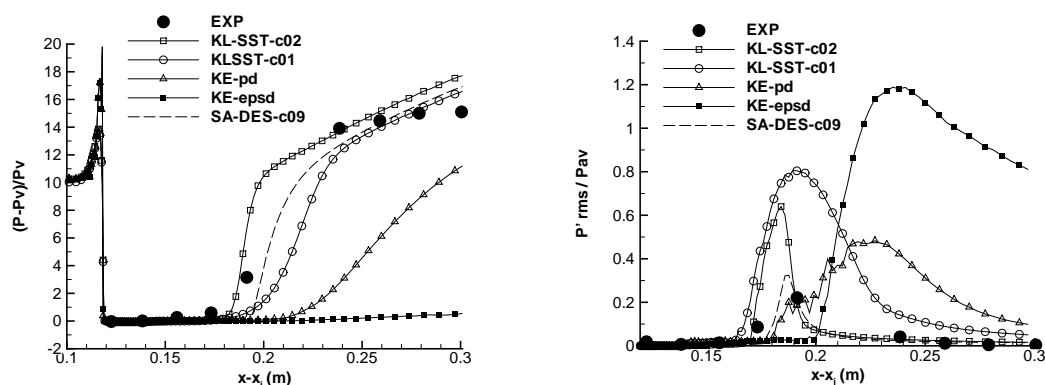 EXP
KL-SST-c02
KLSST-c01
KE-pd
KE-epsd
SA-DES-c09
(P-Pv)/Pv
20
18
16
14
12
10
8
6
4
2
0
0.1 0.15 0.2 0.25 0.3
x-xi (m)
EXP
KL-SST-c02
KL-SST-c01
KE-pd
KE-epsd
SA-DES-c09
P' rms / Pav
1.4
1.2
1
0.8
0.6
0.4
0.2
0
0.15 0.2 0.25 0.3
x-xi (m)